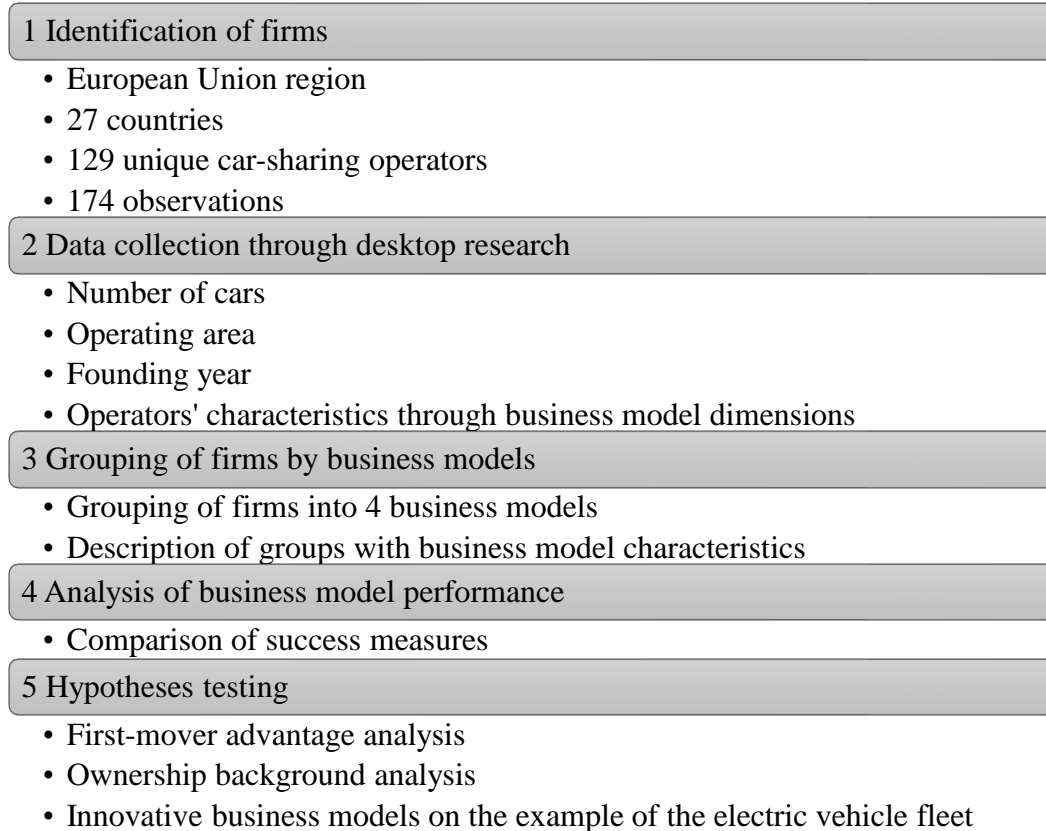 1 Identification of firms
• European Union region
• 27 countries
• 129 unique car-sharing operators
• 174 observations
2 Data collection through desktop research
• Number of cars
• Operating area
• Founding year
• Operators' characteristics through business model dimensions
3 Grouping of firms by business models
• Grouping of firms into 4 business models
• Description of groups with business model characteristics
4 Analysis of business model performance
• Comparison of success measures
5 Hypotheses testing
• First-mover advantage analysis
• Ownership background analysis
• Innovative business models on the example of the electric vehicle fleet